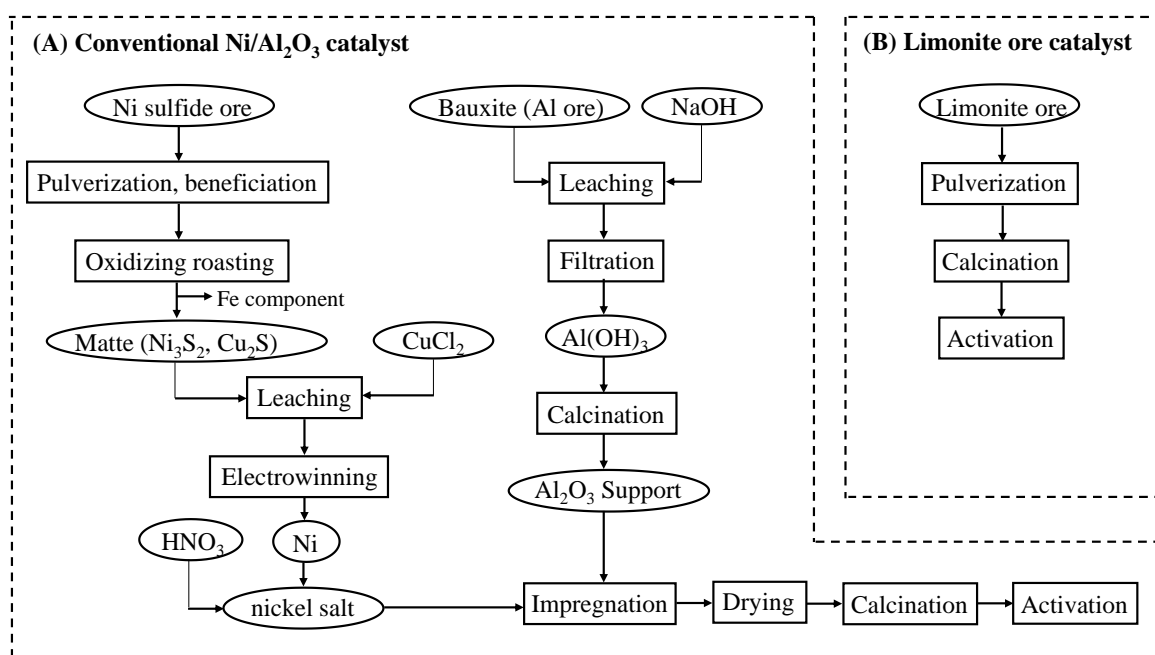 (A) Conventional Ni/Al₂O₃ catalyst
Ni sulfide ore
Pulverization, beneficiation
Oxidizing roasting
Fe component
Matte (Ni₃S₂, Cu₂S)
CuCl₂
Leaching
Electrowinning
HNO₃
Ni
nickel salt
Bauxite (Al ore)
NaOH
Leaching
Filtration
Al(OH)₃
Calcination
Al₂O₃ Support
Impregnation
Drying
Calcination
Activation
(B) Limonite ore catalyst
Limonite ore
Pulverization
Calcination
Activation